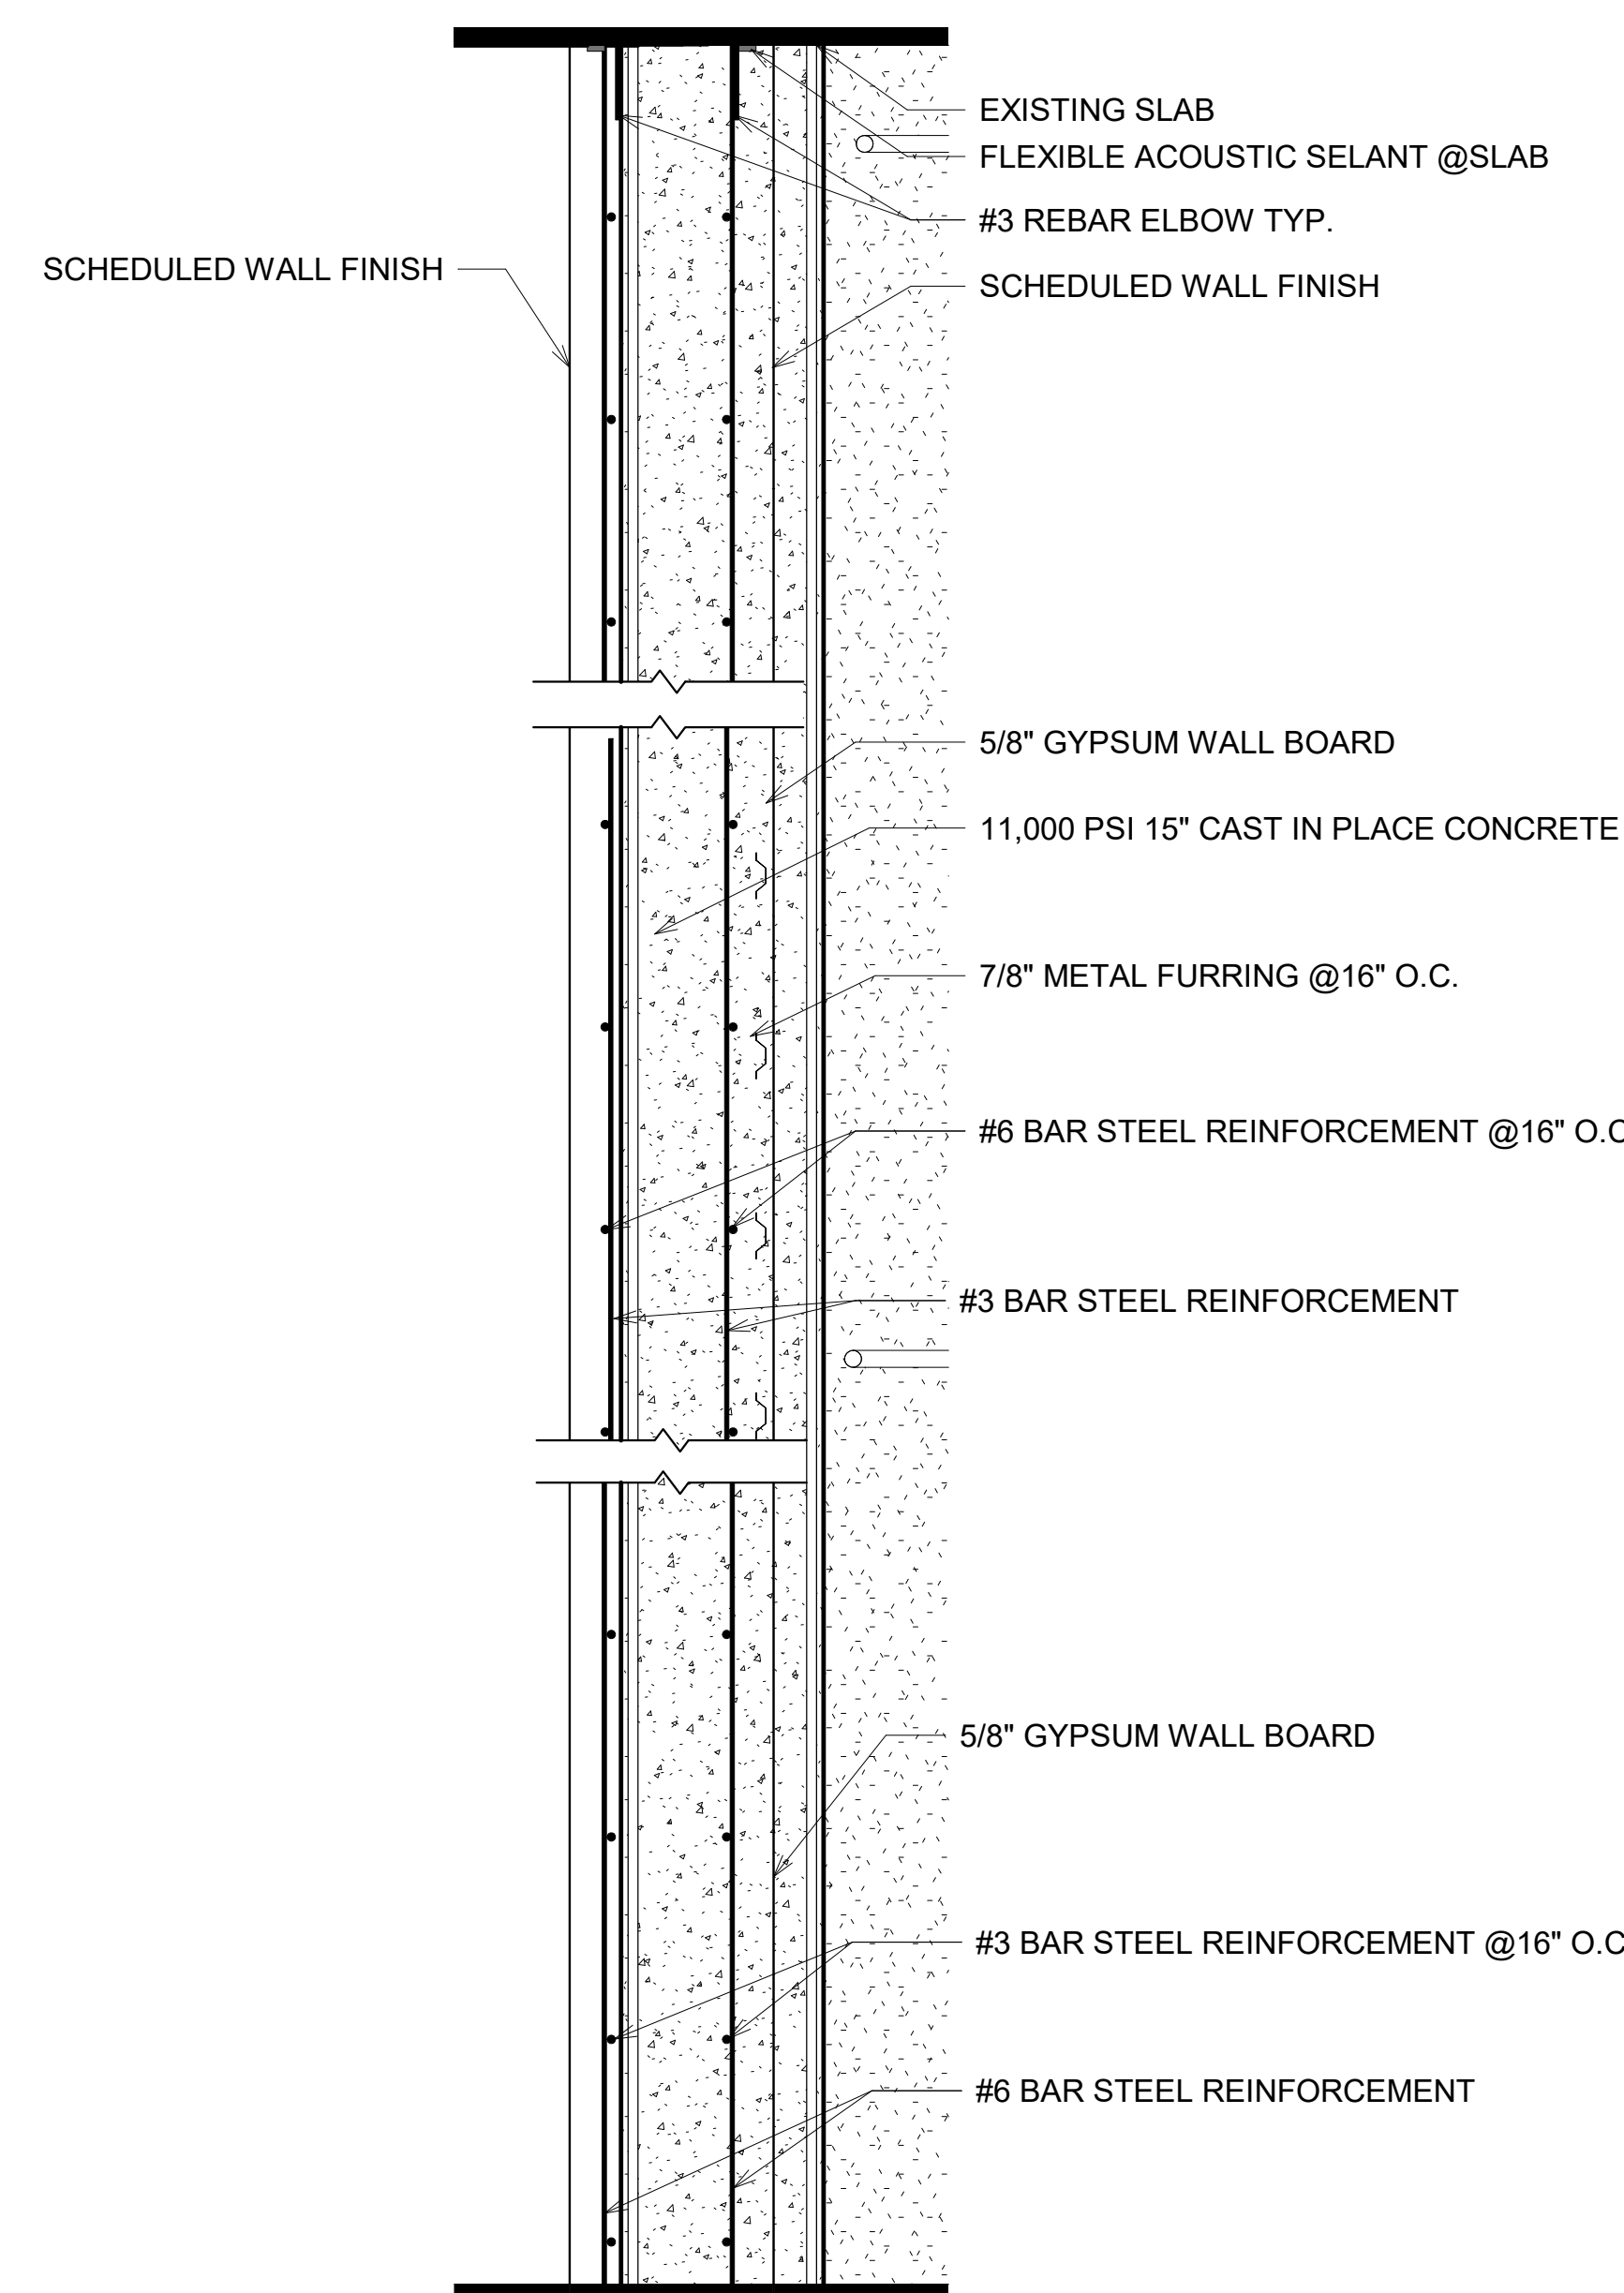 EXISTING SLAB
FLEXIBLE ACOUSTIC SELANT @SLAB
#3 REBAR ELBOW TYP.
SCHEDULED WALL FINISH
SCHEDULED WALL FINISH
5/8" GYPSUM WALL BOARD
11,000 PSI 15" CAST IN PLACE CONCRETE
7/8" METAL FURRING @16" O.C.
#6 BAR STEEL REINFORCEMENT @16" O.C
#3 BAR STEEL REINFORCEMENT
5/8" GYPSUM WALL BOARD
#3 BAR STEEL REINFORCEMENT @16" O.C
#6 BAR STEEL REINFORCEMENT